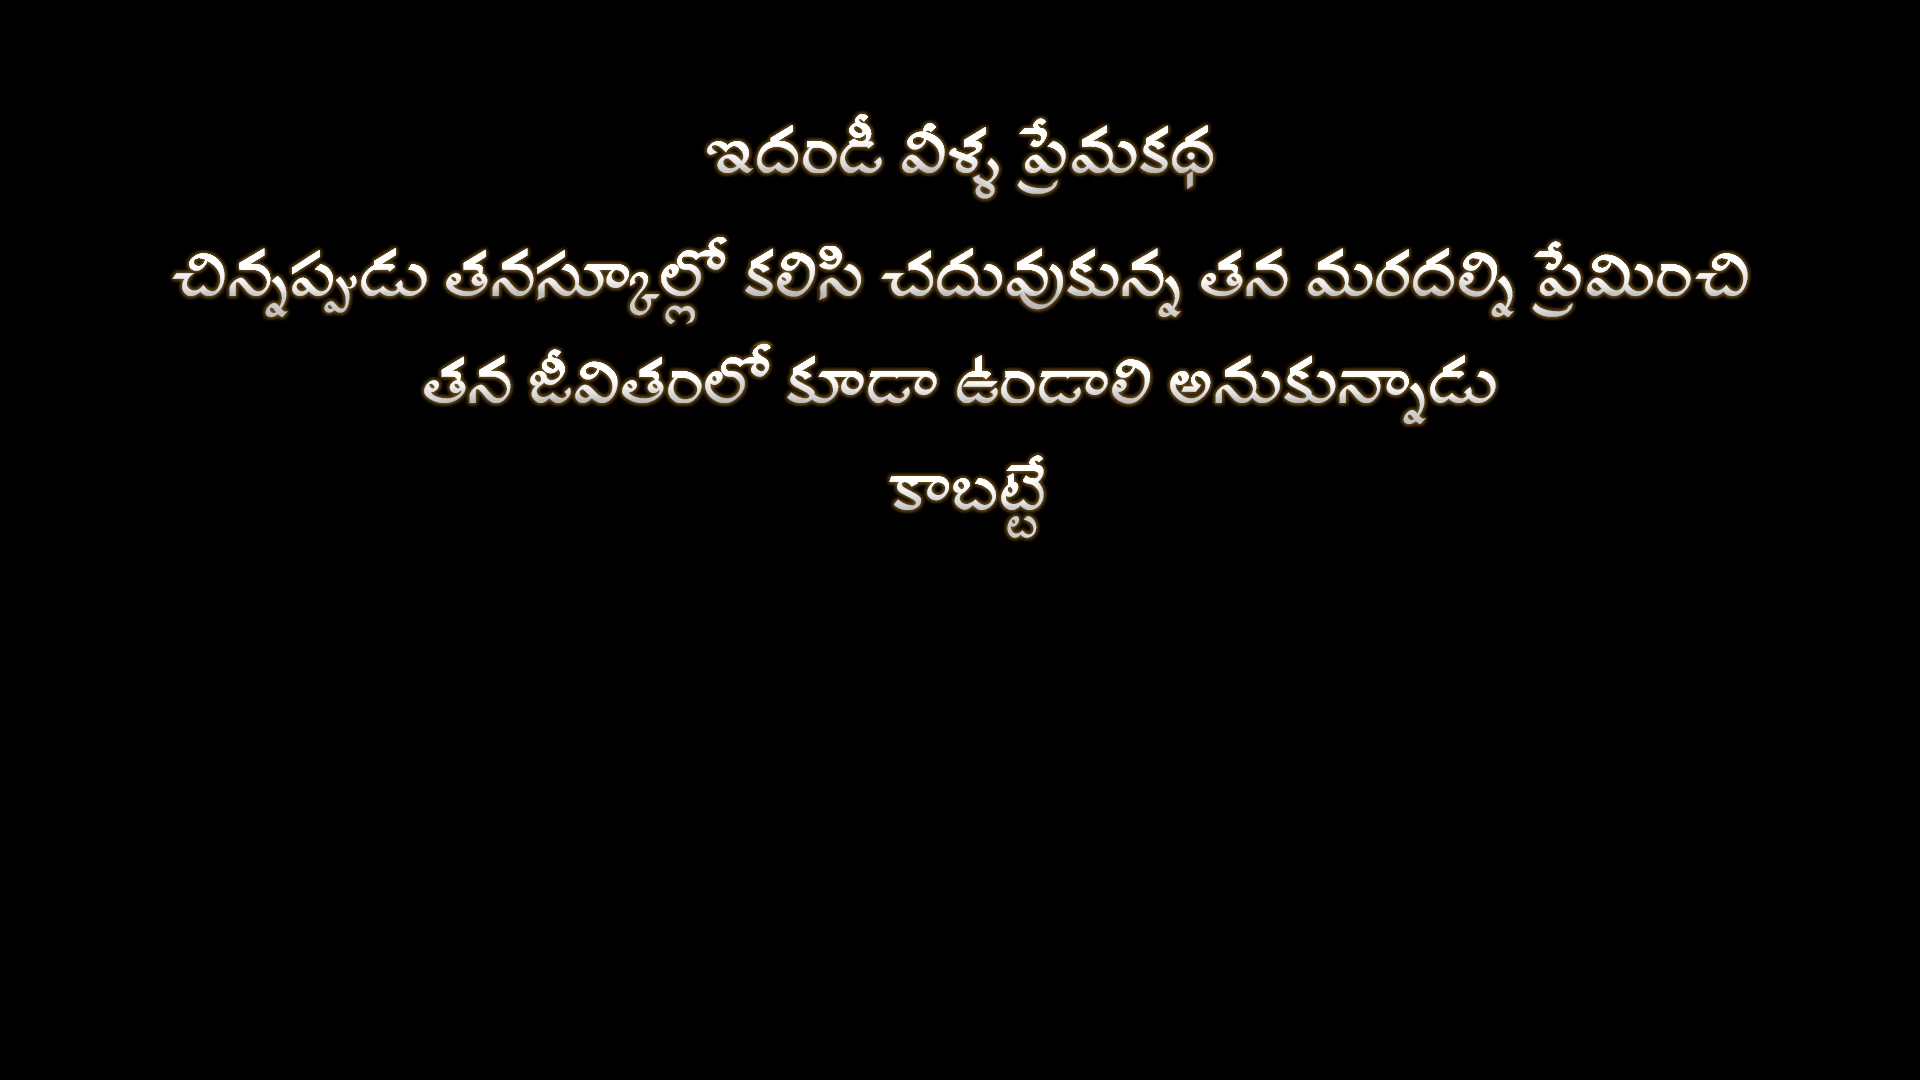 ఇదండీ వీళ్ళ ప్రేమకథ
చిన్నప్పుడు తనస్కూల్లో కలిసి చదువుకున్న తన మరదల్ని ప్రేమించి
తన జీవితంలో కూడా ఉండాలి అనుకున్నాడు
కాబట్టే